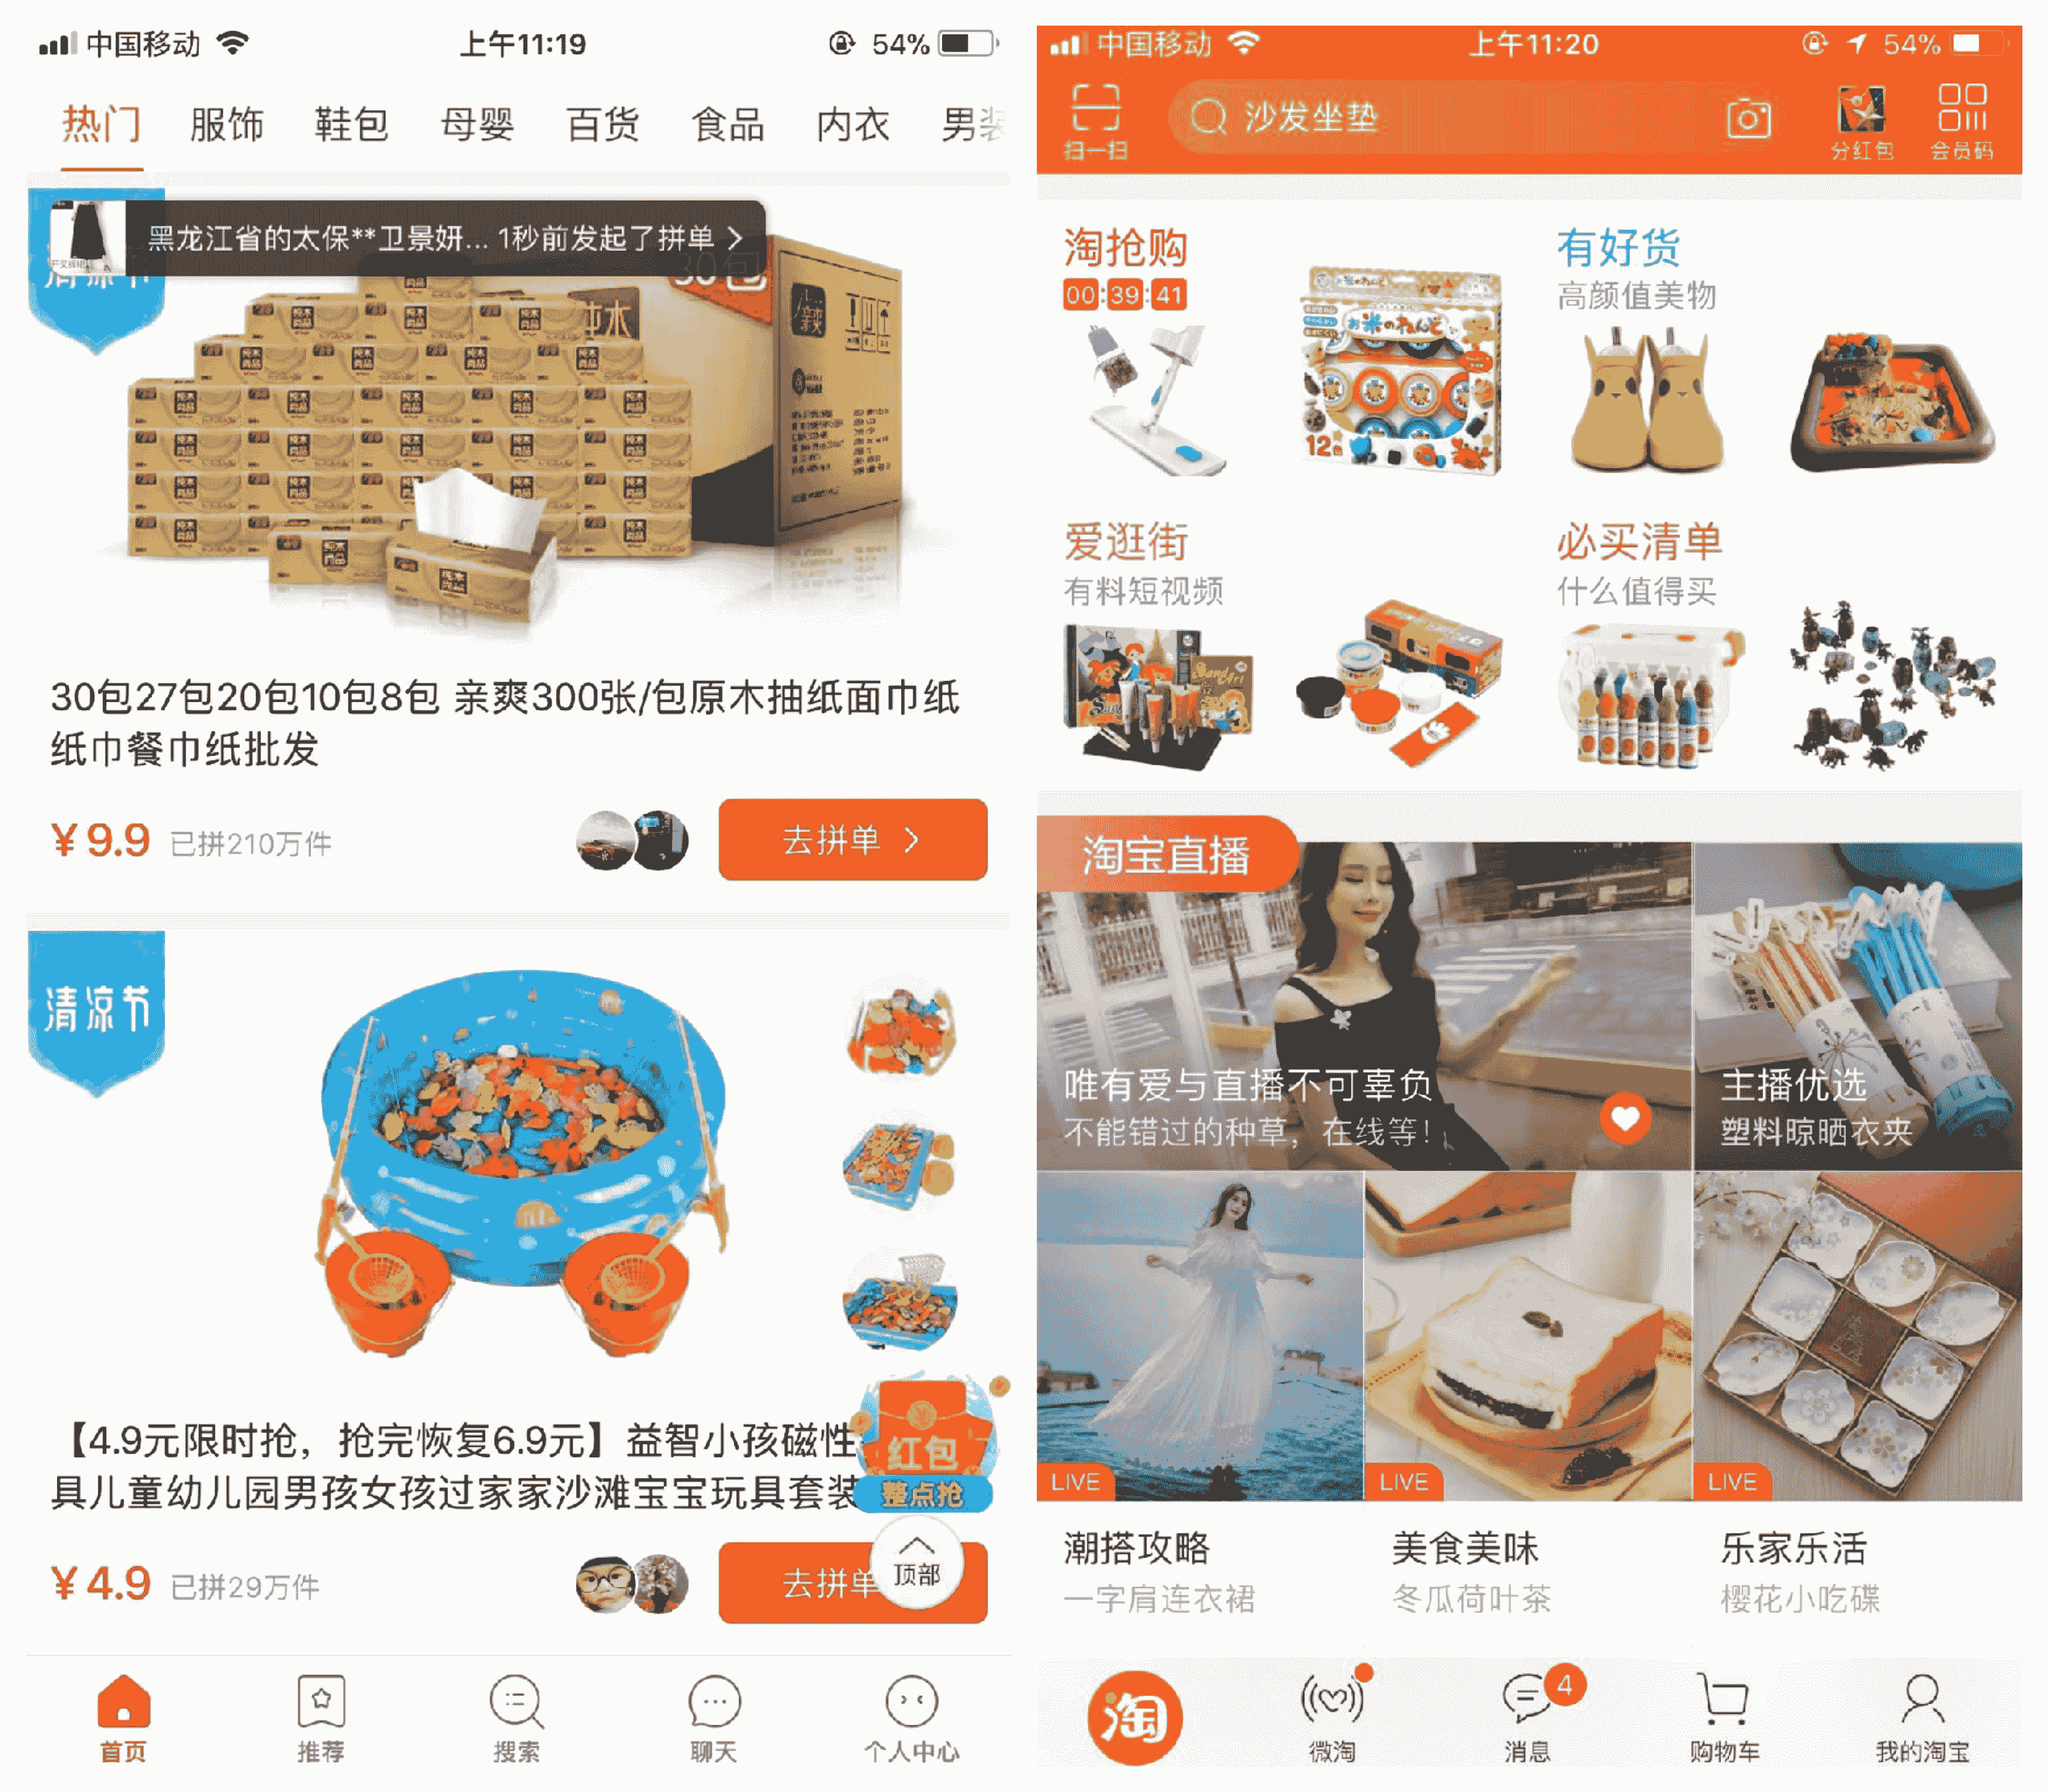 中国移动
上午11:19
54%
热门 服饰 鞋包 母婴 百货 食品 内衣 男装
黑龙江省的太保**卫景妍... 1秒前发起了拼单
30包
30包27包20包10包8包 亲爽300张/包原木抽纸面巾纸
纸巾餐巾纸批发
¥9.9 已拼210万件
去拼单
清凉节
【4.9元限时抢，抢完恢复6.9元】益智小孩磁性
具儿童幼儿园男孩女孩过家家沙滩宝宝玩具套装
红包
整点抢
¥4.9 已拼29万件
去拼单
顶部
首页 推荐 搜索 聊天 个人中心
中国移动
上午11:20
54%
扫一扫
沙发坐垫
分红包 会员码
淘抢购
00:39:41
有好货
高颜值美物
12色
爱逛街
有料短视频
必买清单
什么值得买
淘宝直播
唯有爱与直播不可辜负
不能错过的种草，在线等！
主播优选
塑料晾晒衣夹
LIVE LIVE LIVE
潮搭攻略 美食美味 乐家乐活
一字肩连衣裙 冬瓜荷叶茶 樱花小吃碟
淘
4
微淘 消息 购物车 我的淘宝